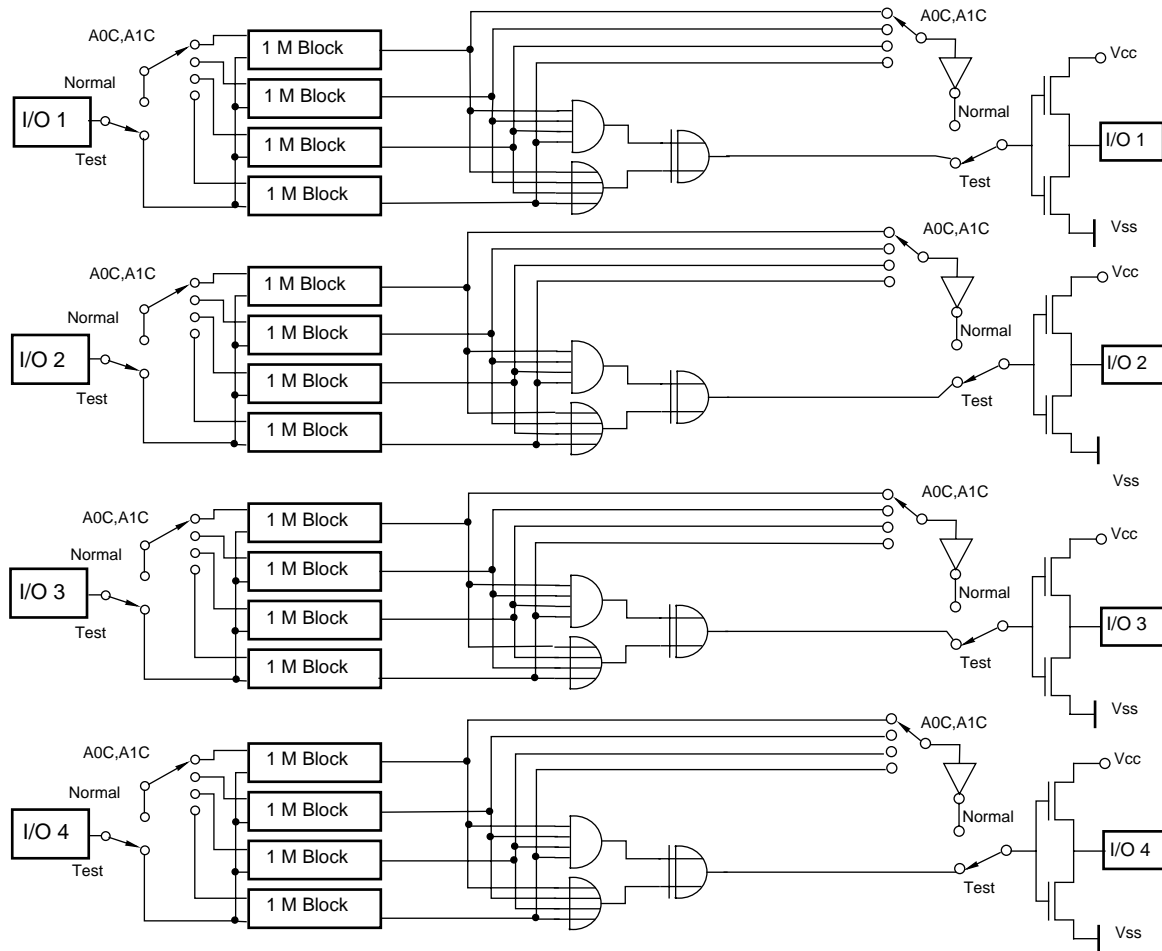 A0C,A1C
1 M Block
A0C,A1C
Vcc
Normal
1 M Block
I/O 1
1 M Block
Normal
I/O 1
Test
1 M Block
Test
Vss
A0C,A1C
1 M Block
A0C,A1C
Vcc
Normal
1 M Block
Normal
I/O 2
1 M Block
I/O 2
Test
1 M Block
Test
Vss
A0C,A1C
1 M Block
A0C,A1C
Vcc
Normal
1 M Block
I/O 3
1 M Block
Normal
I/O 3
Test
1 M Block
Test
Vss
A0C,A1C
1 M Block
A0C,A1C
Vcc
Normal
1 M Block
Normal
I/O 4
1 M Block
I/O 4
Test
1 M Block
Test
Vss